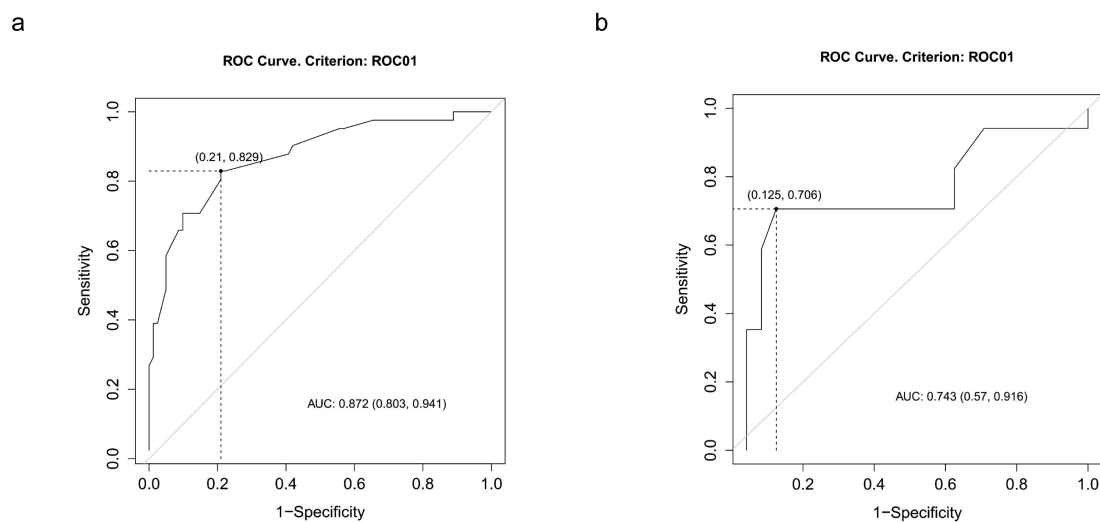 a
ROC Curve. Criterion: ROC01
Sensitivity
1.0
0.8
0.6
0.4
0.2
0.0
(0.21, 0.829)
AUC: 0.872 (0.803, 0.941)
0.0 0.2 0.4 0.6 0.8 1.0
1−Specificity
b
ROC Curve. Criterion: ROC01
Sensitivity
1.0
0.8
0.6
0.4
0.2
0.0
(0.125, 0.706)
AUC: 0.743 (0.57, 0.916)
0.2 0.4 0.6 0.8 1.0
1−Specificity